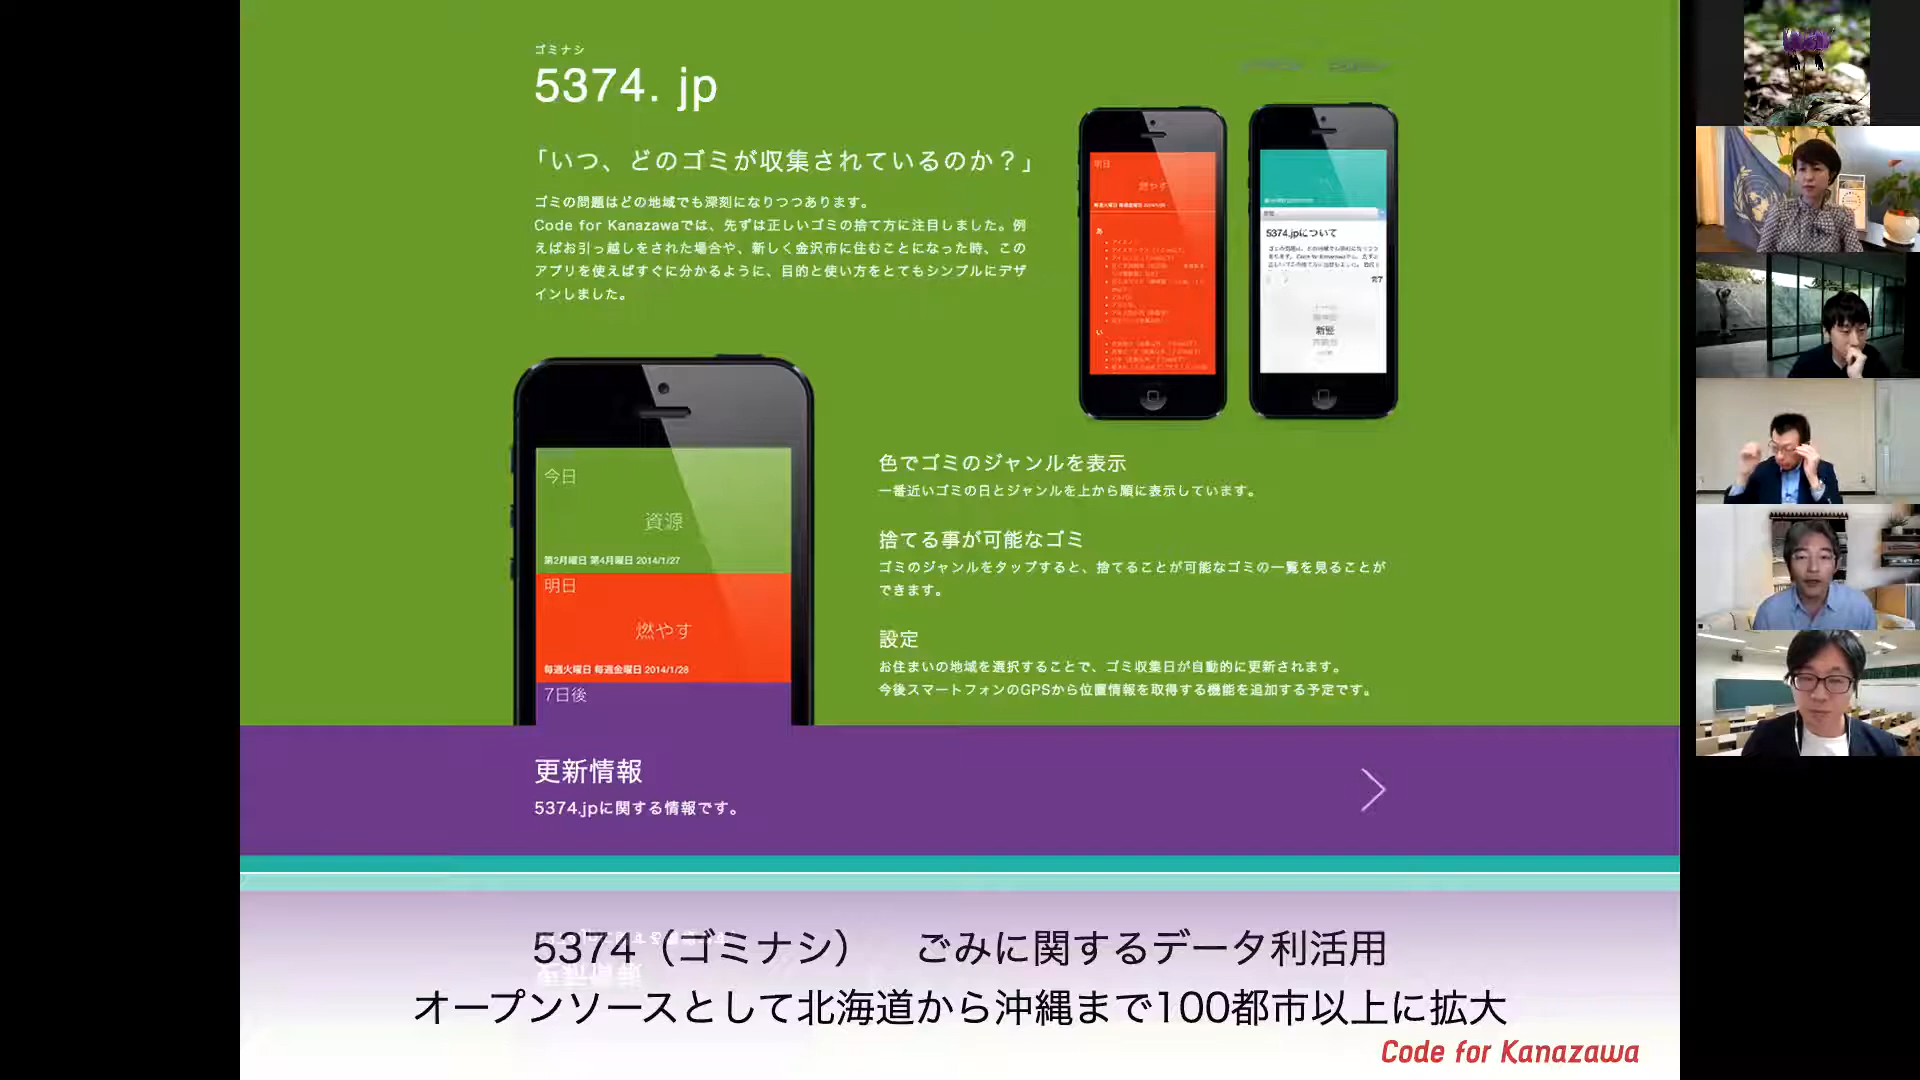 ゴミナシ
5374. jp
「いつ、どのゴミが収集されているのか？」
ゴミの問題はどの地域でも深刻になりつつあります。
Code for Kanazawaでは、先ずは正しいゴミの捨て方に注目しました。例
えばお引っ越しをされた場合や、新しく金沢市に住むことになった時、この
アプリを使えばすぐに分かるように、目的と使い方をとてもシンプルにデザ
インしました。
明日
燃やす
あ
い
5374.jpについて
完了
新竪
今日
資源
第2月曜日 第4月曜日 2014/1/27
明日
燃やす
毎週火曜日 毎週金曜日 2014/1/28
7日後
色でゴミのジャンルを表示
一番近いゴミの日とジャンルを上から順に表示しています。
捨てる事が可能なゴミ
ゴミのジャンルをタップすると、捨てることが可能なゴミの一覧を見ることが
できます。
設定
お住まいの地域を選択することで、ゴミ収集日が自動的に更新されます。
今後スマートフォンのGPSから位置情報を取得する機能を追加する予定です。
更新情報
5374.jpに関する情報です。
5374（ゴミナシ）　ごみに関するデータ利活用
オープンソースとして北海道から沖縄まで100都市以上に拡大
Code for Kanazawa